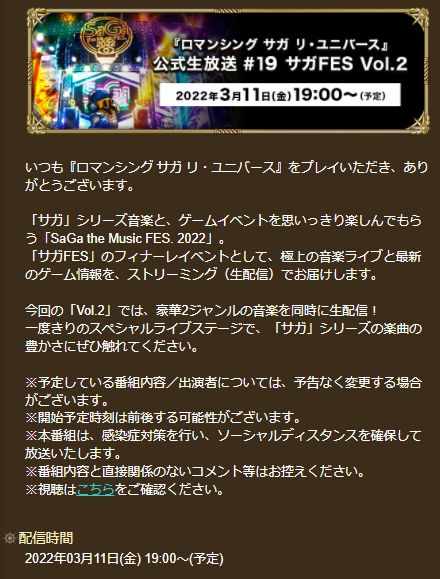 SaGa
THE MUSIC
FES.
『ロマンシング サガ リ・ユニバース』
公式生放送 #19 サガFES Vol.2
2022年3月11日(金)19:00～(予定)
いつも『ロマンシング サガ リ・ユニバース』をプレイいただき、あり
がとうございます。
「サガ」シリーズ音楽と、ゲームイベントを思いっきり楽しんでもら
う「SaGa the Music FES. 2022」。
「サガFES」のフィナーレイベントとして、極上の音楽ライブと最新
のゲーム情報を、ストリーミング（生配信）でお届けします。
今回の「Vol.2」では、豪華2ジャンルの音楽を同時に生配信！
一度きりのスペシャルライブステージで、「サガ」シリーズの楽曲の
豊かさにぜひ触れてください。
※予定している番組内容／出演者については、予告なく変更する場合
がございます。
※開始予定時刻は前後する可能性がございます。
※本番組は、感染症対策を行い、ソーシャルディスタンスを確保して
放送いたします。
※番組内容と直接関係のないコメント等はお控えください。
※視聴はこちらをご確認ください。
配信時間
2022年03月11日(金) 19:00～(予定)